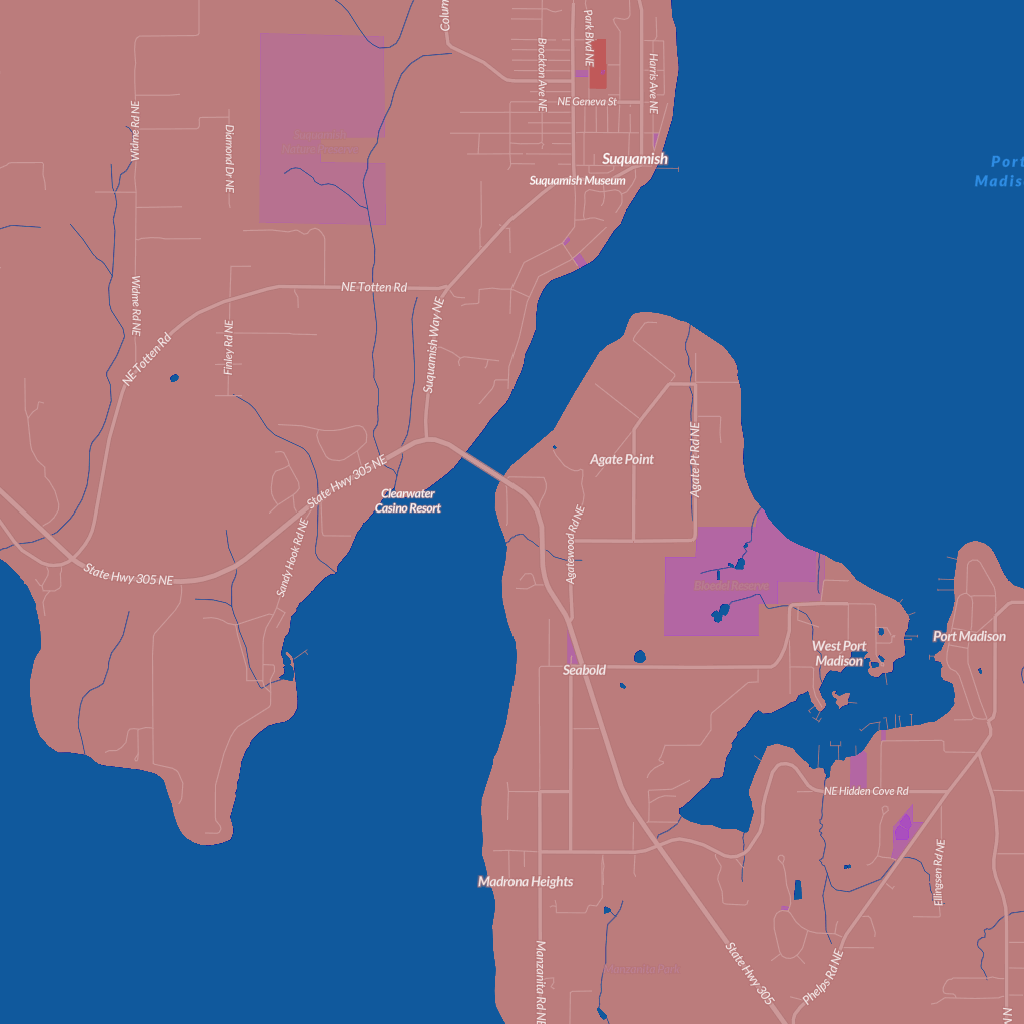 Colum
Park Blvd NE
Brockton Ave NE
Harris Ave NE
NE Geneva St
Widme Rd NE
Diamond Dr NE
Suquamish
Suquamish
Suquamish Museum
Port
Madis
Widme Rd NE
NE Totten Rd
Suquamish Way NE
Finley Rd NE
NE Totten Rd
Agate Pt Rd NE
Agate Point
State Hwy 305 NE
Clearwater
Casino Resort
Agatewood Rd NE
Sandy Hook Rd NE
State Hwy 305 NE
Bloedel Reserve
West Port
Madison
Port Madison
Seabold
NE Hidden Cove Rd
Ellingsen Rd NE
Madrona Heights
Manzanita Rd NE
State Hwy 305
Phelps Rd NE